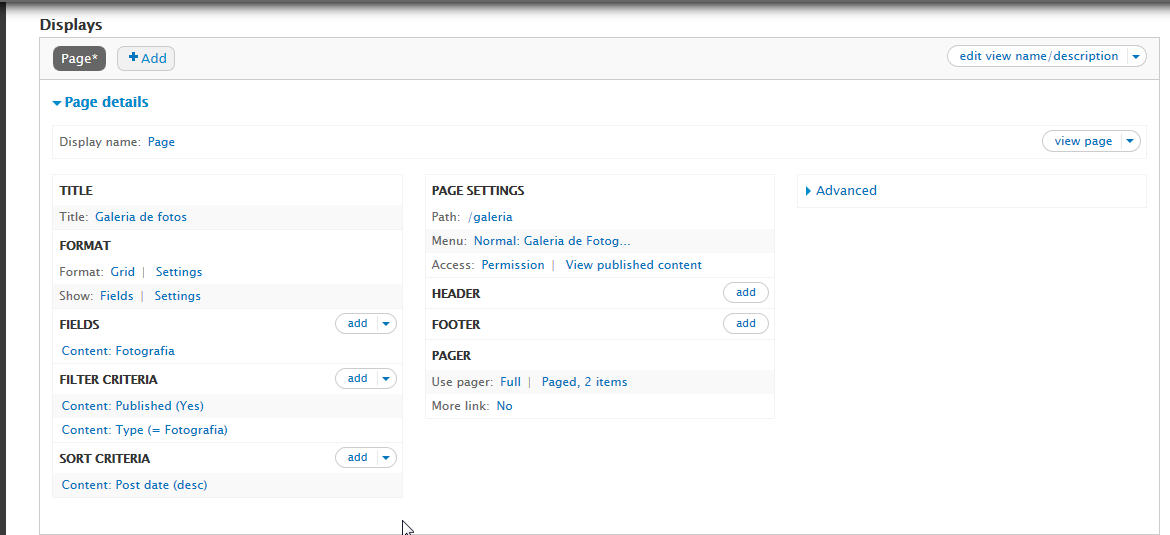 Displays
Page* Add edit view name/description
Page details
Display name: Page view page
TITLE
Title: Galeria de fotos
FORMAT
Format: Grid | Settings
Show: Fields | Settings
FIELDS add
Content: Fotografia
FILTER CRITERIA add
Content: Published (Yes)
Content: Type (= Fotografia)
SORT CRITERIA add
Content: Post date (desc)
PAGE SETTINGS
Path: /galeria
Menu: Normal: Galeria de Fotog...
Access: Permission | View published content
HEADER add
FOOTER add
PAGER
Use pager: Full | Paged, 2 items
More link: No
Advanced